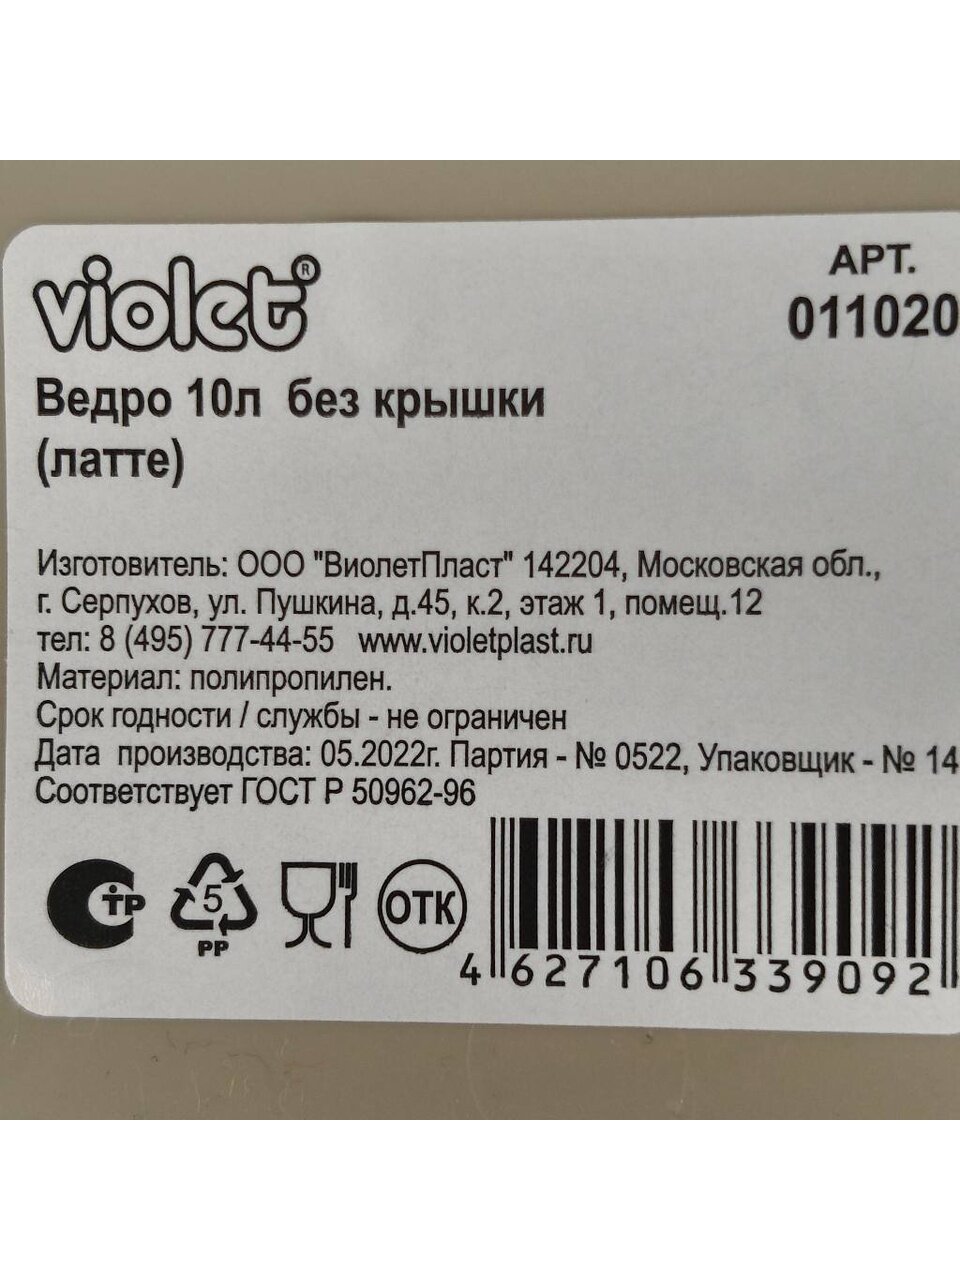 violet®
АРТ.
011020
Ведро 10л без крышки
(латте)
Изготовитель: ООО "ВиолетПласт" 142204, Московская обл.,
г. Серпухов, ул. Пушкина, д.45, к.2, этаж 1, помещ.12
тел: 8 (495) 777-44-55 www.violetplast.ru
Материал: полипропилен.
Срок годности / службы - не ограничен
Дата производства: 05.2022г. Партия - № 0522, Упаковщик - № 14
Соответствует ГОСТ Р 50962-96
СТР
5
PP
ОТК
4 627106 339092